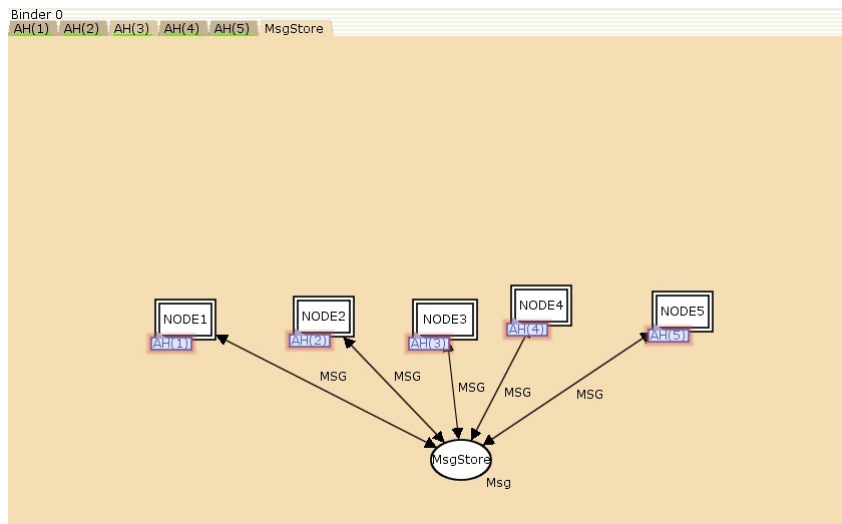 Binder 0
AH(1) AH(2) AH(3) AH(4) AH(5) MsgStore
NODE1 NODE2 NODE3 NODE4 NODE5
AH(1) AH(2) AH(3) AH(4) AH(5)
MSG MSG MSG MSG MSG
MsgStore
Msg